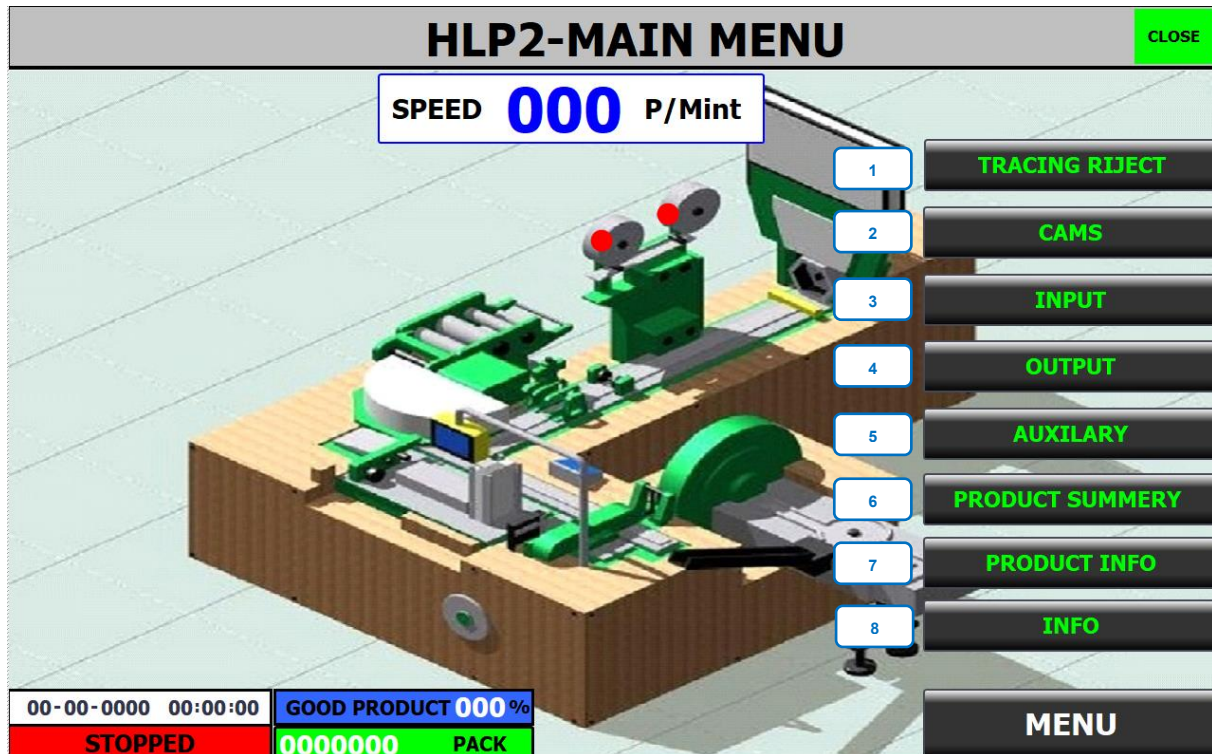 HLP2-MAIN MENU
CLOSE
SPEED 000 P/Mint
1 TRACING RIJECT
2 CAMS
3 INPUT
4 OUTPUT
5 AUXILARY
6 PRODUCT SUMMERY
7 PRODUCT INFO
8 INFO
00-00-0000 00:00:00
GOOD PRODUCT 000 %
STOPPED
0000000 PACK
MENU